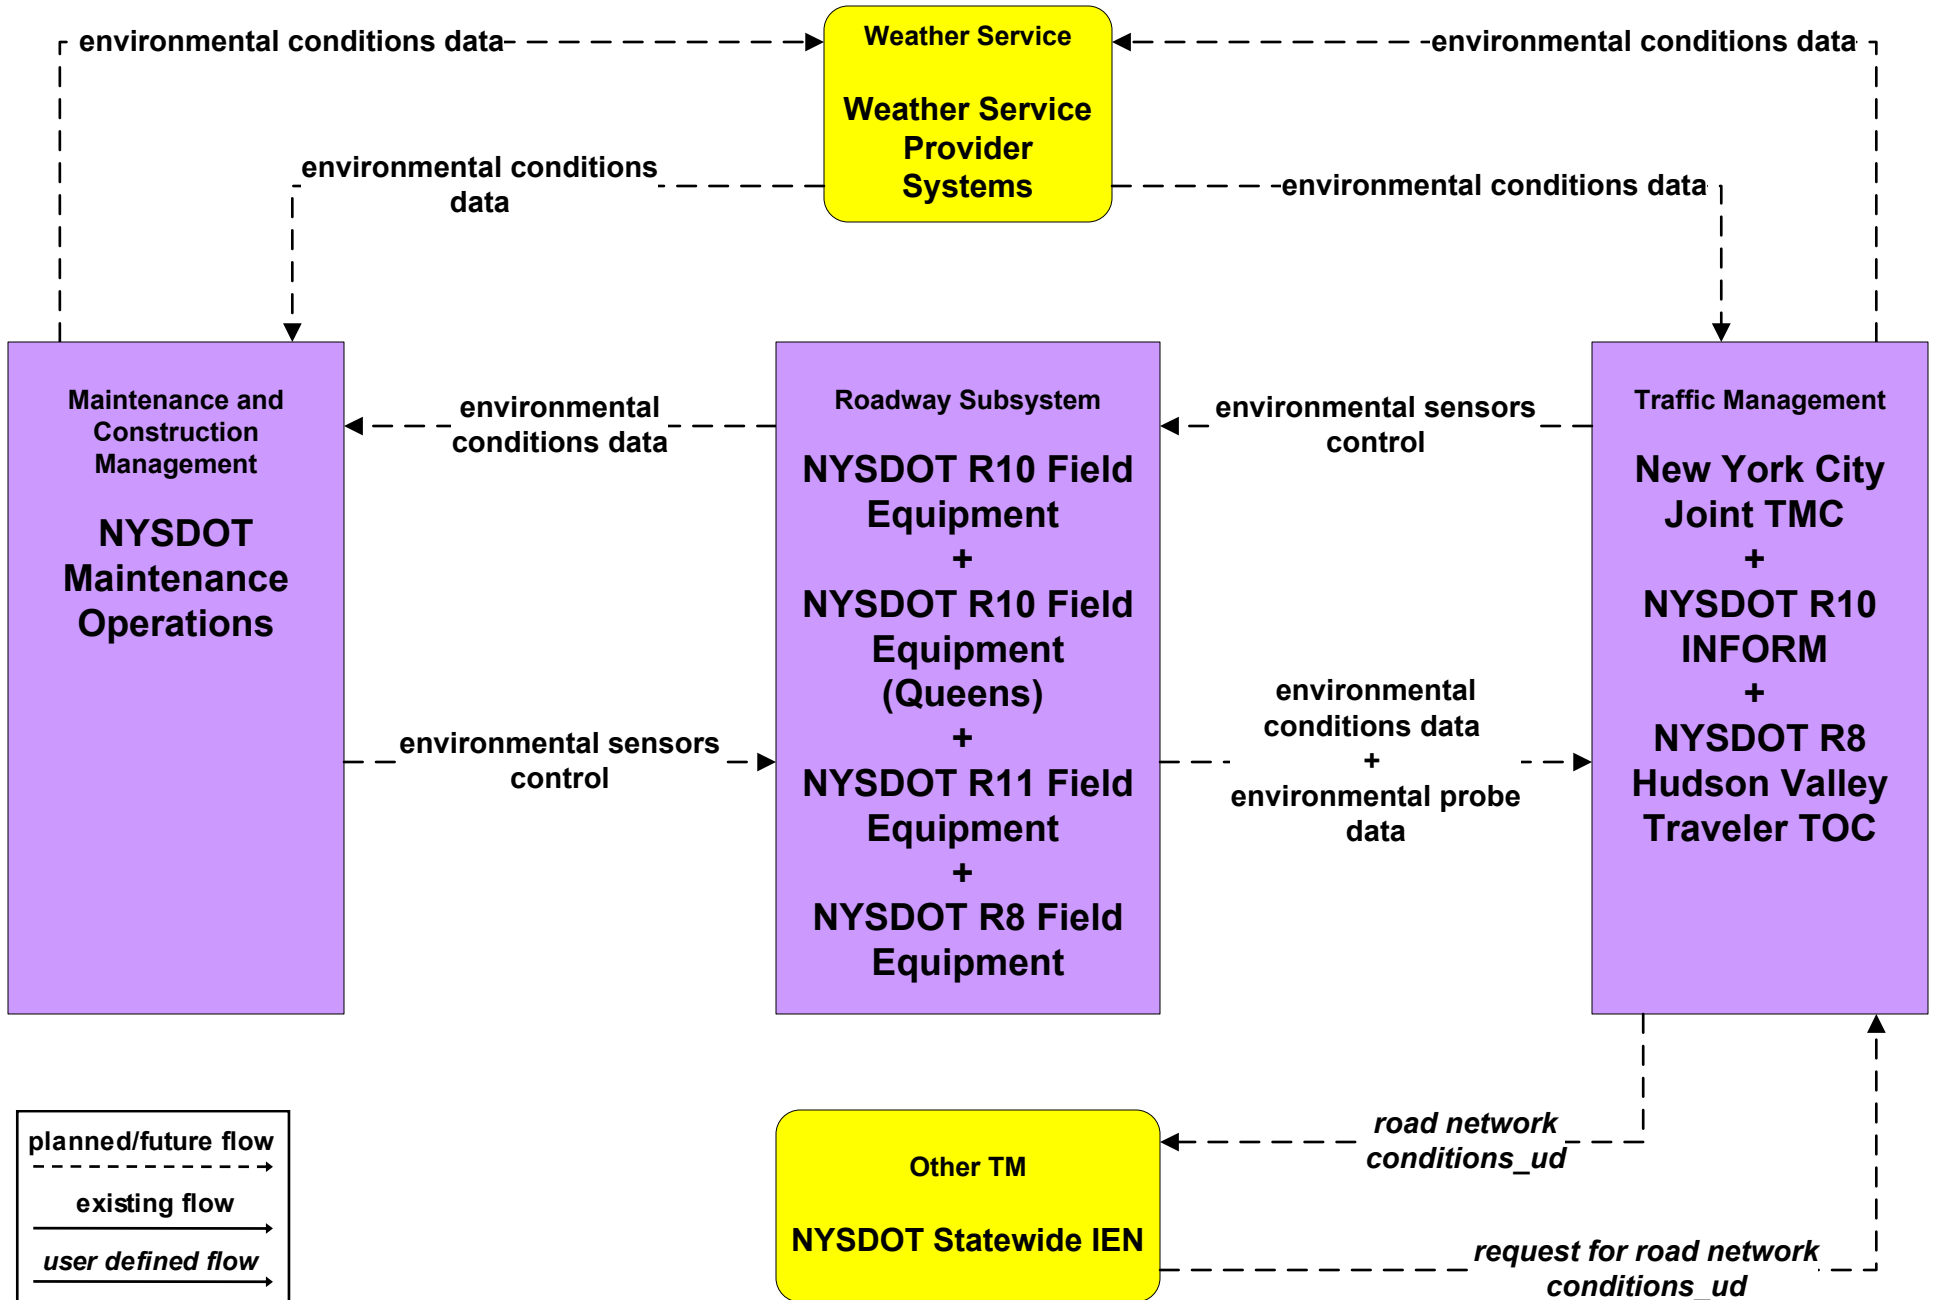 environmental conditions data
Weather Service
Weather Service
Provider
Systems
environmental conditions data
environmental conditions
data
environmental conditions data
Maintenance and
Construction
Management
NYSDOT
Maintenance
Operations
environmental
conditions data
environmental sensors
control
Roadway Subsystem
NYSDOT R10 Field
Equipment
+
NYSDOT R10 Field
Equipment
(Queens)
+
NYSDOT R11 Field
Equipment
+
NYSDOT R8 Field
Equipment
environmental sensors
control
environmental
conditions data
+
environmental probe
data
Traffic Management
New York City
Joint TMC
+
NYSDOT R10
INFORM
+
NYSDOT R8
Hudson Valley
Traveler TOC
planned/future flow
existing flow
user defined flow
Other TM
NYSDOT Statewide IEN
road network
conditions_ud
request for road network
conditions_ud